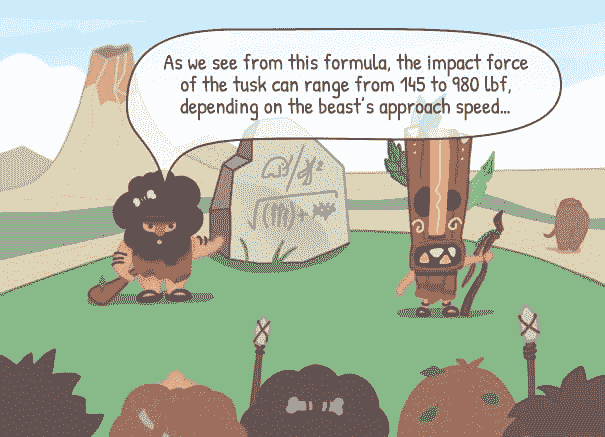 As we see from this formula, the impact force
of the tusk can range from 145 to 980 lbf,
depending on the beast's approach speed...